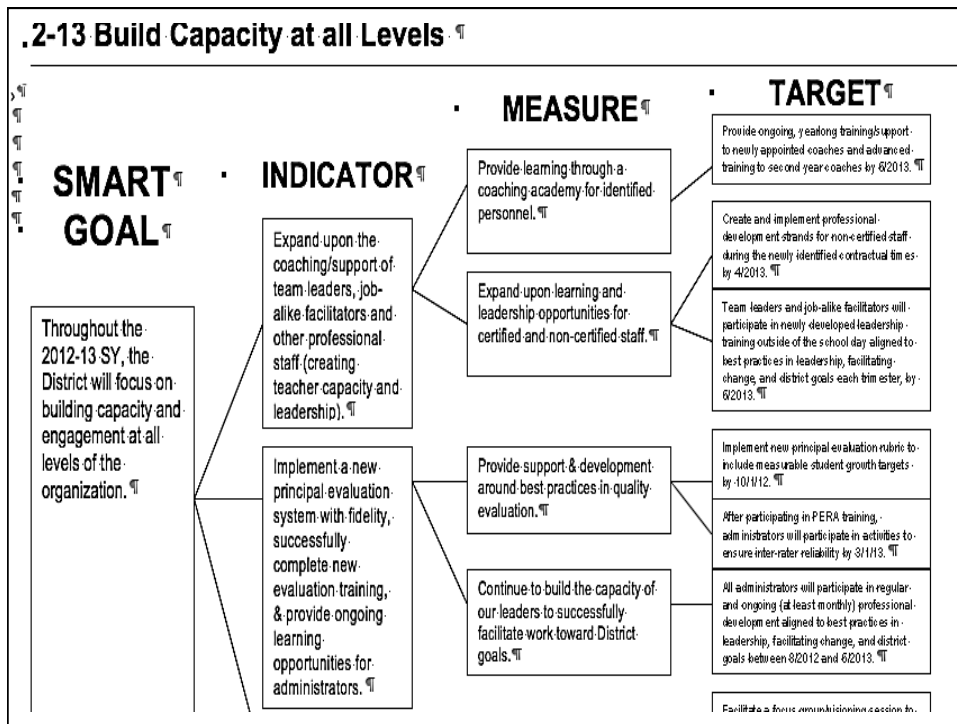 .2-13 Build Capacity at all Levels
MEASURE
TARGET
SMART
GOAL
INDICATOR
Throughout the
2012-13 SY, the
District will focus on
building capacity and
engagement at all
levels of the
organization.
Expand upon the
coaching/support of
team leaders, job-
alike facilitators and
other professional
staff (creating
teacher capacity and
leadership).
Implement a new
principal evaluation
system with fidelity,
successfully
complete new
evaluation training,
& provide ongoing
learning
opportunities for
administrators.
Provide learning through a
coaching academy for identified
personnel.
Expand upon learning and
leadership opportunities for
certified and non-certified staff.
Provide support & development
around best practices in quality
evaluation.
Continue to build the capacity of
our leaders to successfully
facilitate work toward District
goals.
Provide ongoing, yearlong training/support
to newly appointed coaches and advanced
training to second year coaches by 6/2013.
Create and implement professional
development strands for non-certified staff
during the newly identified contractual times
by 4/2013.
Team leaders and job-alike facilitators will
participate in newly developed leadership
training outside of the school day aligned to
best practices in leadership, facilitating
change, and district goals each trimester, by
6/2013.
Implement new principal evaluation rubric to
include measurable student growth targets
by 10/1/12.
After participating in PERA training,
administrators will participate in activities to
ensure inter-rater reliability by 3/1/13.
All administrators will participate in regular
and ongoing (at least monthly) professional
development aligned to best practices in
leadership, facilitating change, and district
goals between 8/2012 and 6/2013.
Facilitate a focus group/visioning session to